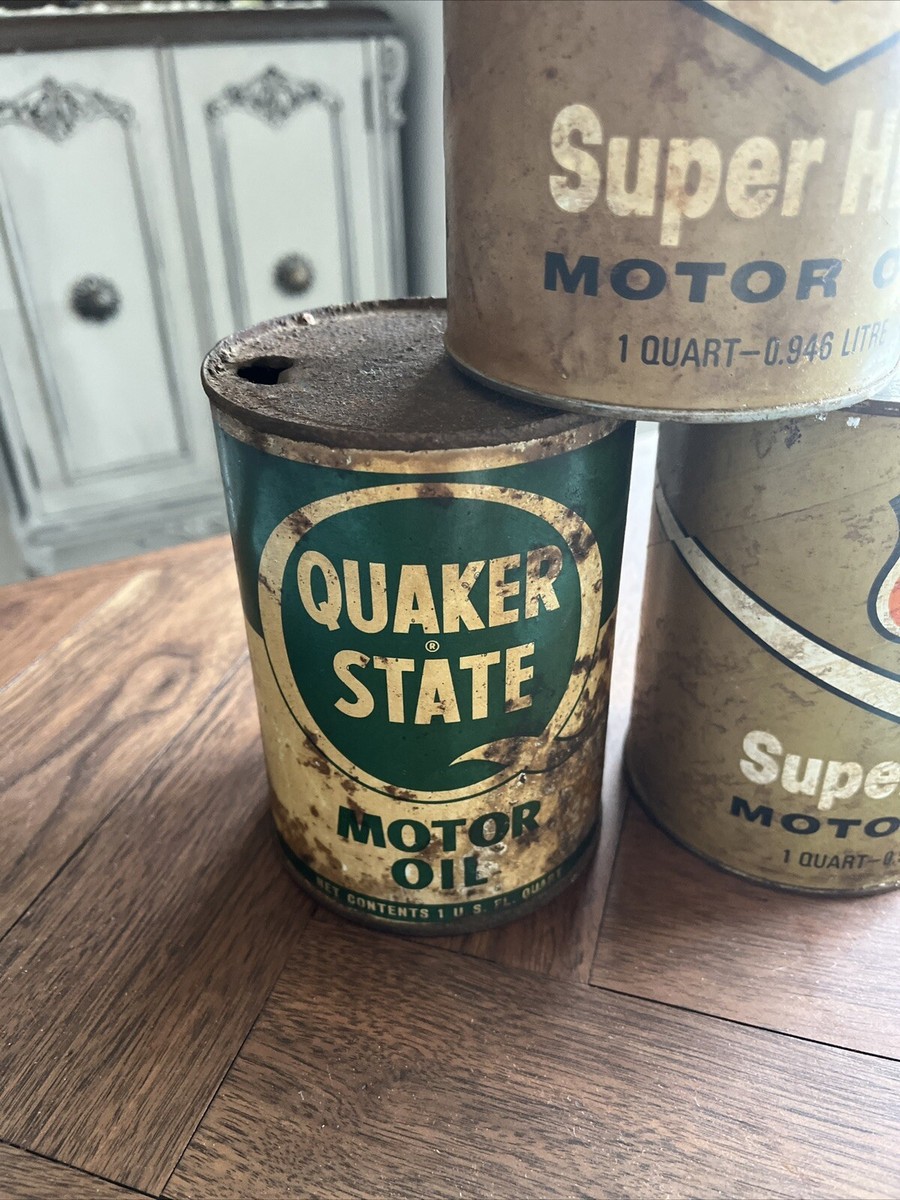 Super
MOTOR
1 QUART–0.946 LITRE
QUAKER
®
STATE
MOTOR
OIL
NET CONTENTS 1 U.S. FL. QUART
Supe
MOTO
1 QUART–0.